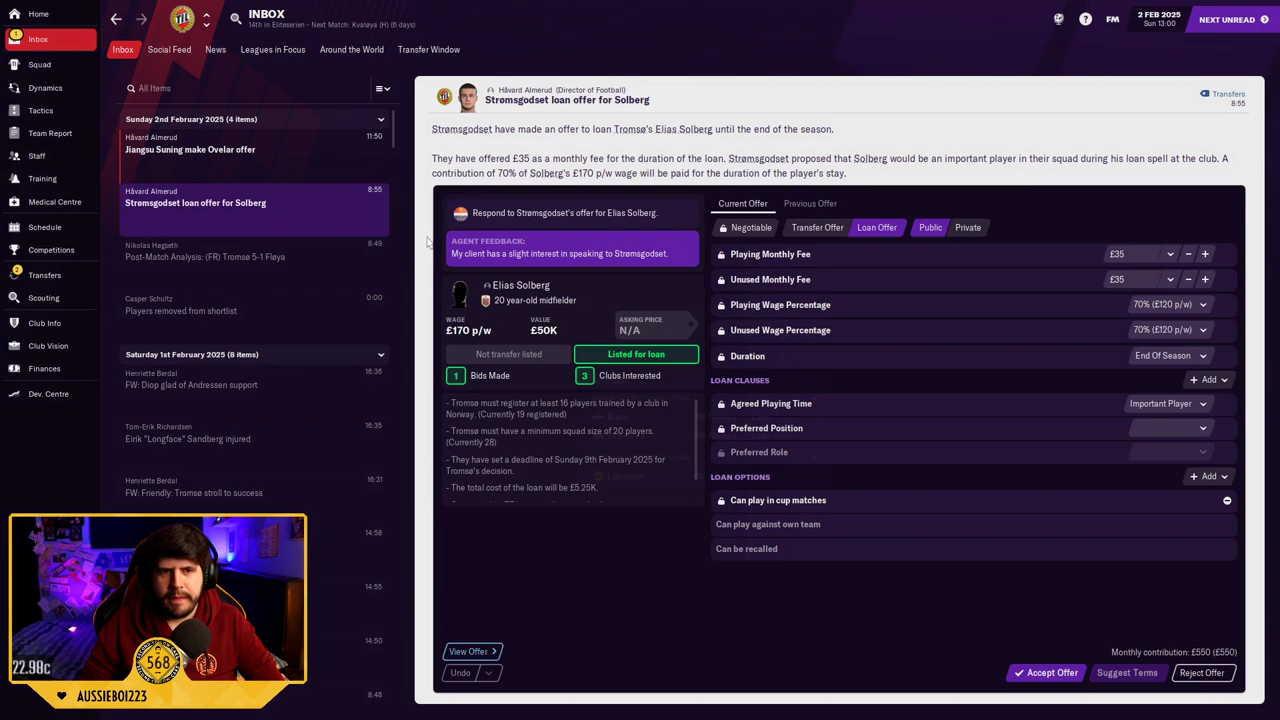 Home
INBOX
14th in Eliteserien - Next Match: Kvaløya (H) (6 days)
FM
2 FEB 2025
Sun 13:00
NEXT UNREAD
1
Inbox
Squad
Dynamics
Tactics
Team Report
Staff
Training
Medical Centre
Schedule
Competitions
2
Transfers
Scouting
Club Info
Club Vision
Finances
Dev. Centre
Inbox
Social Feed
News
Leagues in Focus
Around the World
Transfer Window
All Items
Sunday 2nd February 2025 (4 items)
Håvard Almerud
11:50
Jiangsu Suning make Ovelar offer
Håvard Almerud
8:55
Strømsgodset loan offer for Solberg
Nikolas Høgseth
8:49
Post-Match Analysis: (FR) Tromsø 5-1 Fløya
Casper Schultz
0:00
Players removed from shortlist
Saturday 1st February 2025 (8 items)
Henriette Berdal
16:36
FW: Diop glad of Andressen support
Tom-Erik Richardsen
16:35
Eirik "Longface" Sandberg injured
Henriette Berdal
16:31
FW: Friendly: Tromsø stroll to success
14:58
14:55
14:50
8:48
Håvard Almerud (Director of Football)
Strømsgodset loan offer for Solberg
Transfers
8:55
Strømsgodset have made an offer to loan Tromsø's Elias Solberg until the end of the season.
They have offered £35 as a monthly fee for the duration of the loan. Strømsgodset proposed that Solberg would be an important player in their squad during his loan spell at the club. A
contribution of 70% of Solberg's £170 p/w wage will be paid for the duration of the player's stay.
Respond to Strømsgodset's offer for Elias Solberg.
AGENT FEEDBACK:
My client has a slight interest in speaking to Strømsgodset.
Elias Solberg
20 year-old midfielder
WAGE
£170 p/w
VALUE
£50K
ASKING PRICE
N/A
Not transfer listed
Listed for loan
1 Bids Made
3 Clubs Interested
- Tromsø must register at least 16 players trained by a club in
Norway. (Currently 19 registered)
- Tromsø must have a minimum squad size of 20 players.
(Currently 28)
- They have set a deadline of Sunday 9th February 2025 for
Tromsø's decision.
- The total cost of the loan will be £5.25K.
View Offer
Undo
Current Offer
Previous Offer
Negotiable
Transfer Offer
Loan Offer
Public
Private
Playing Monthly Fee
£35
Unused Monthly Fee
£35
Playing Wage Percentage
70% (£120 p/w)
Unused Wage Percentage
70% (£120 p/w)
Duration
End Of Season
LOAN CLAUSES
Add
Agreed Playing Time
Important Player
Preferred Position
Preferred Role
LOAN OPTIONS
Add
Can play in cup matches
Can play against own team
Can be recalled
Monthly contribution: £550 (£550)
Accept Offer
Suggest Terms
Reject Offer
22.98c
568
AUSSIEBOI223